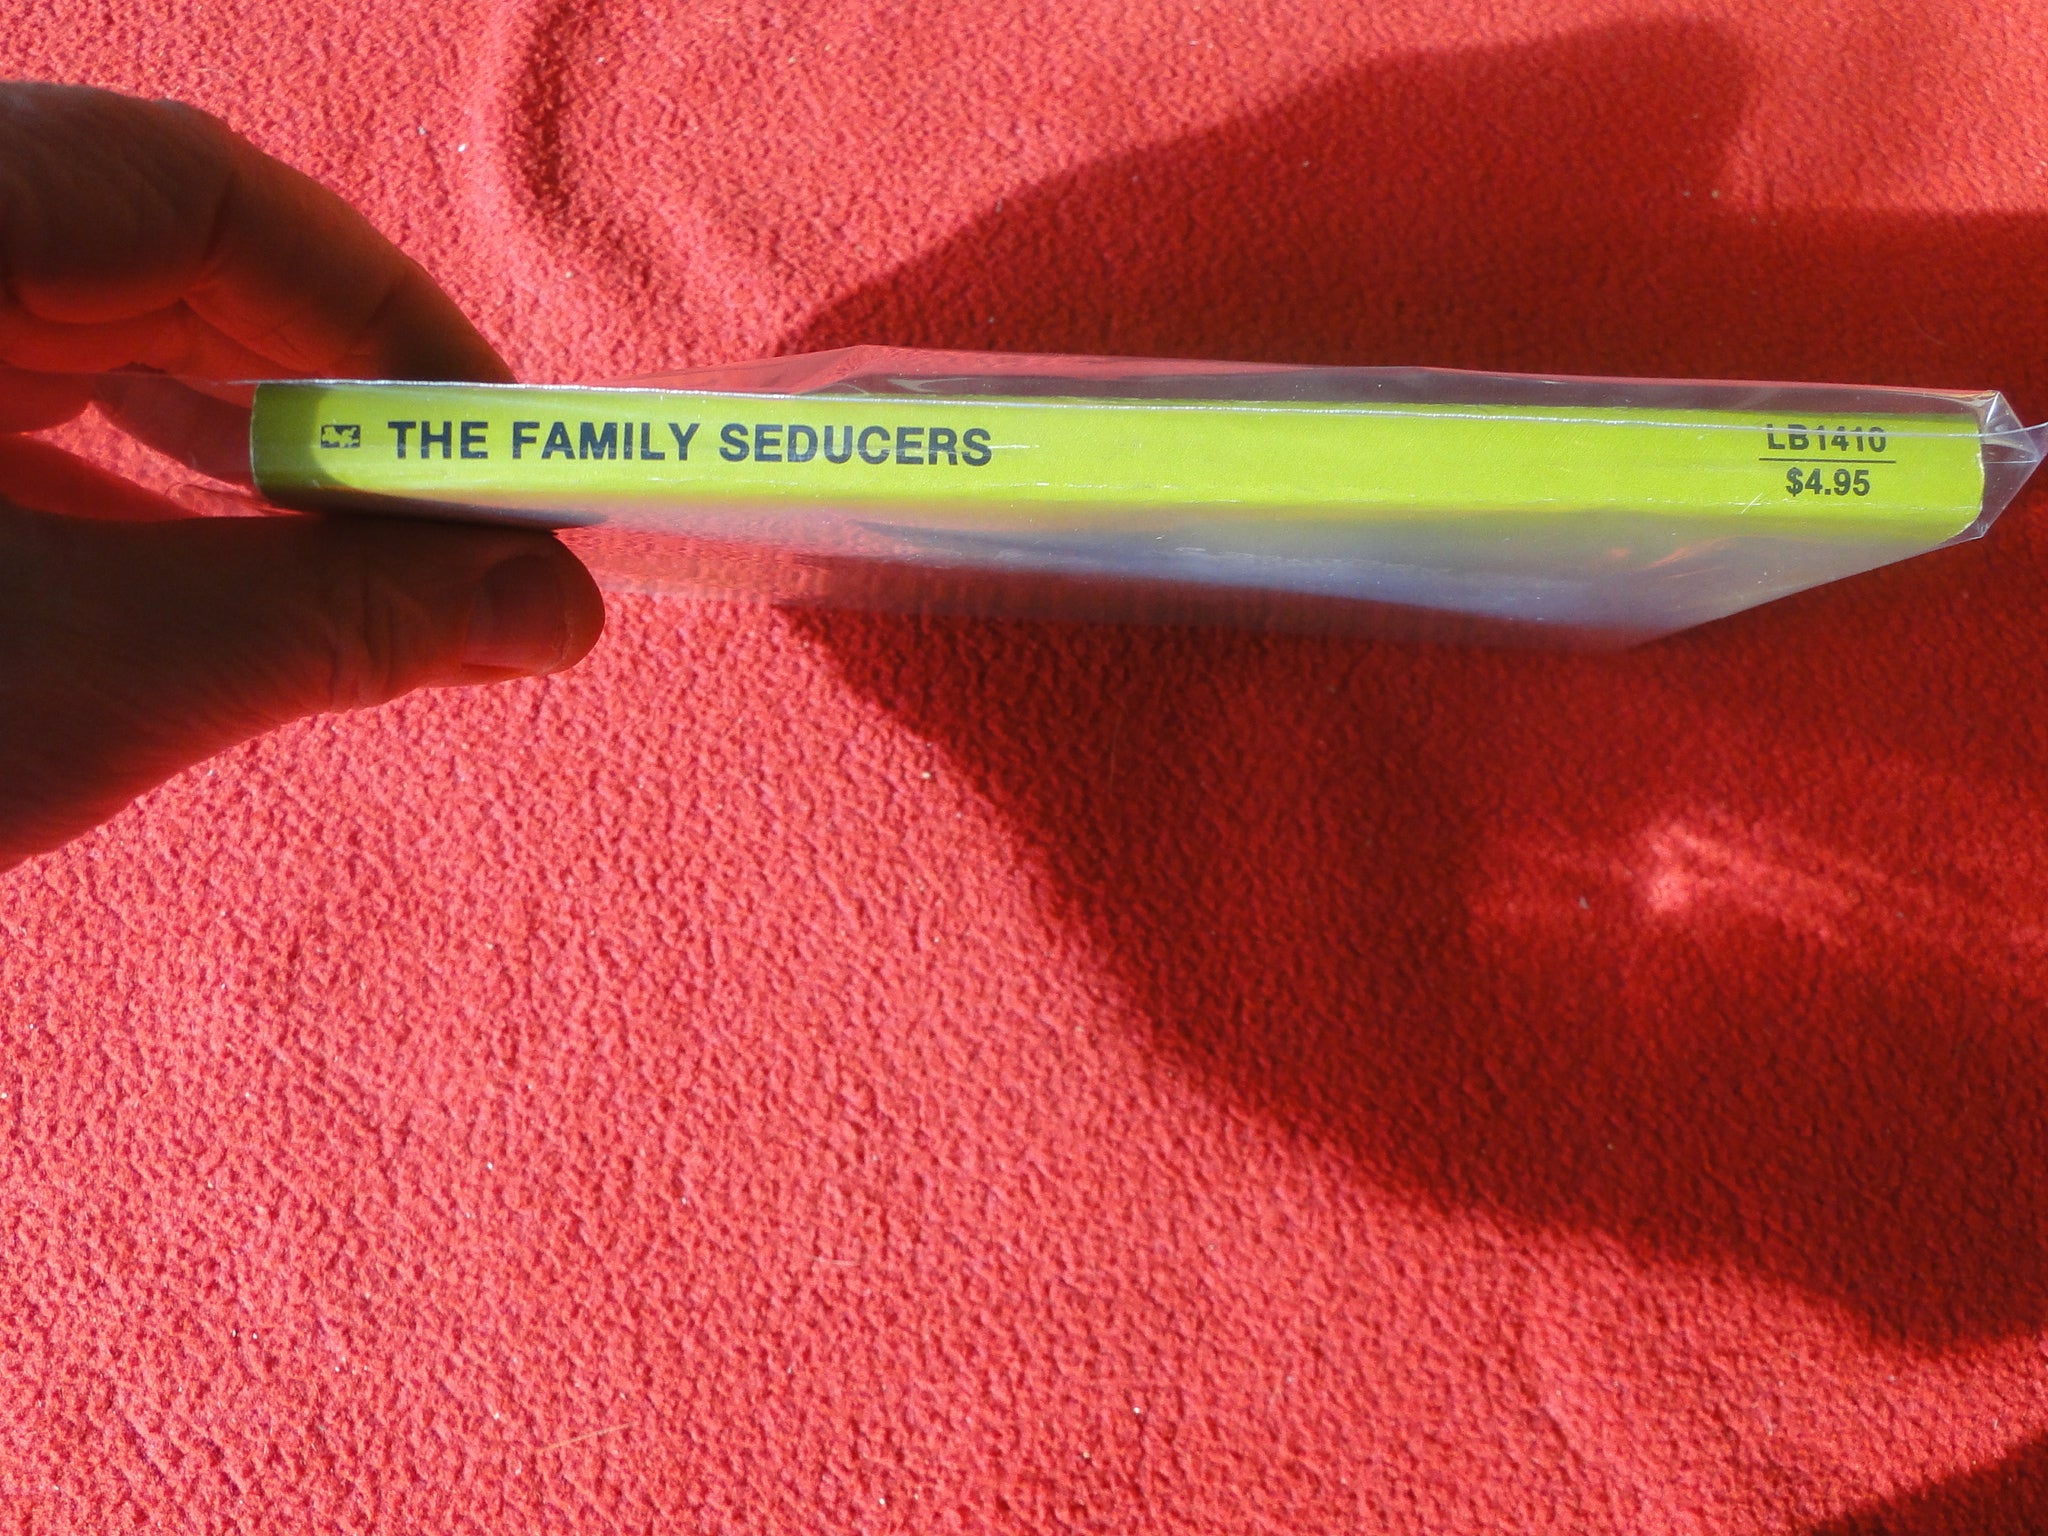 THE FAMILY SEDUCERS
LB1410
$4.95